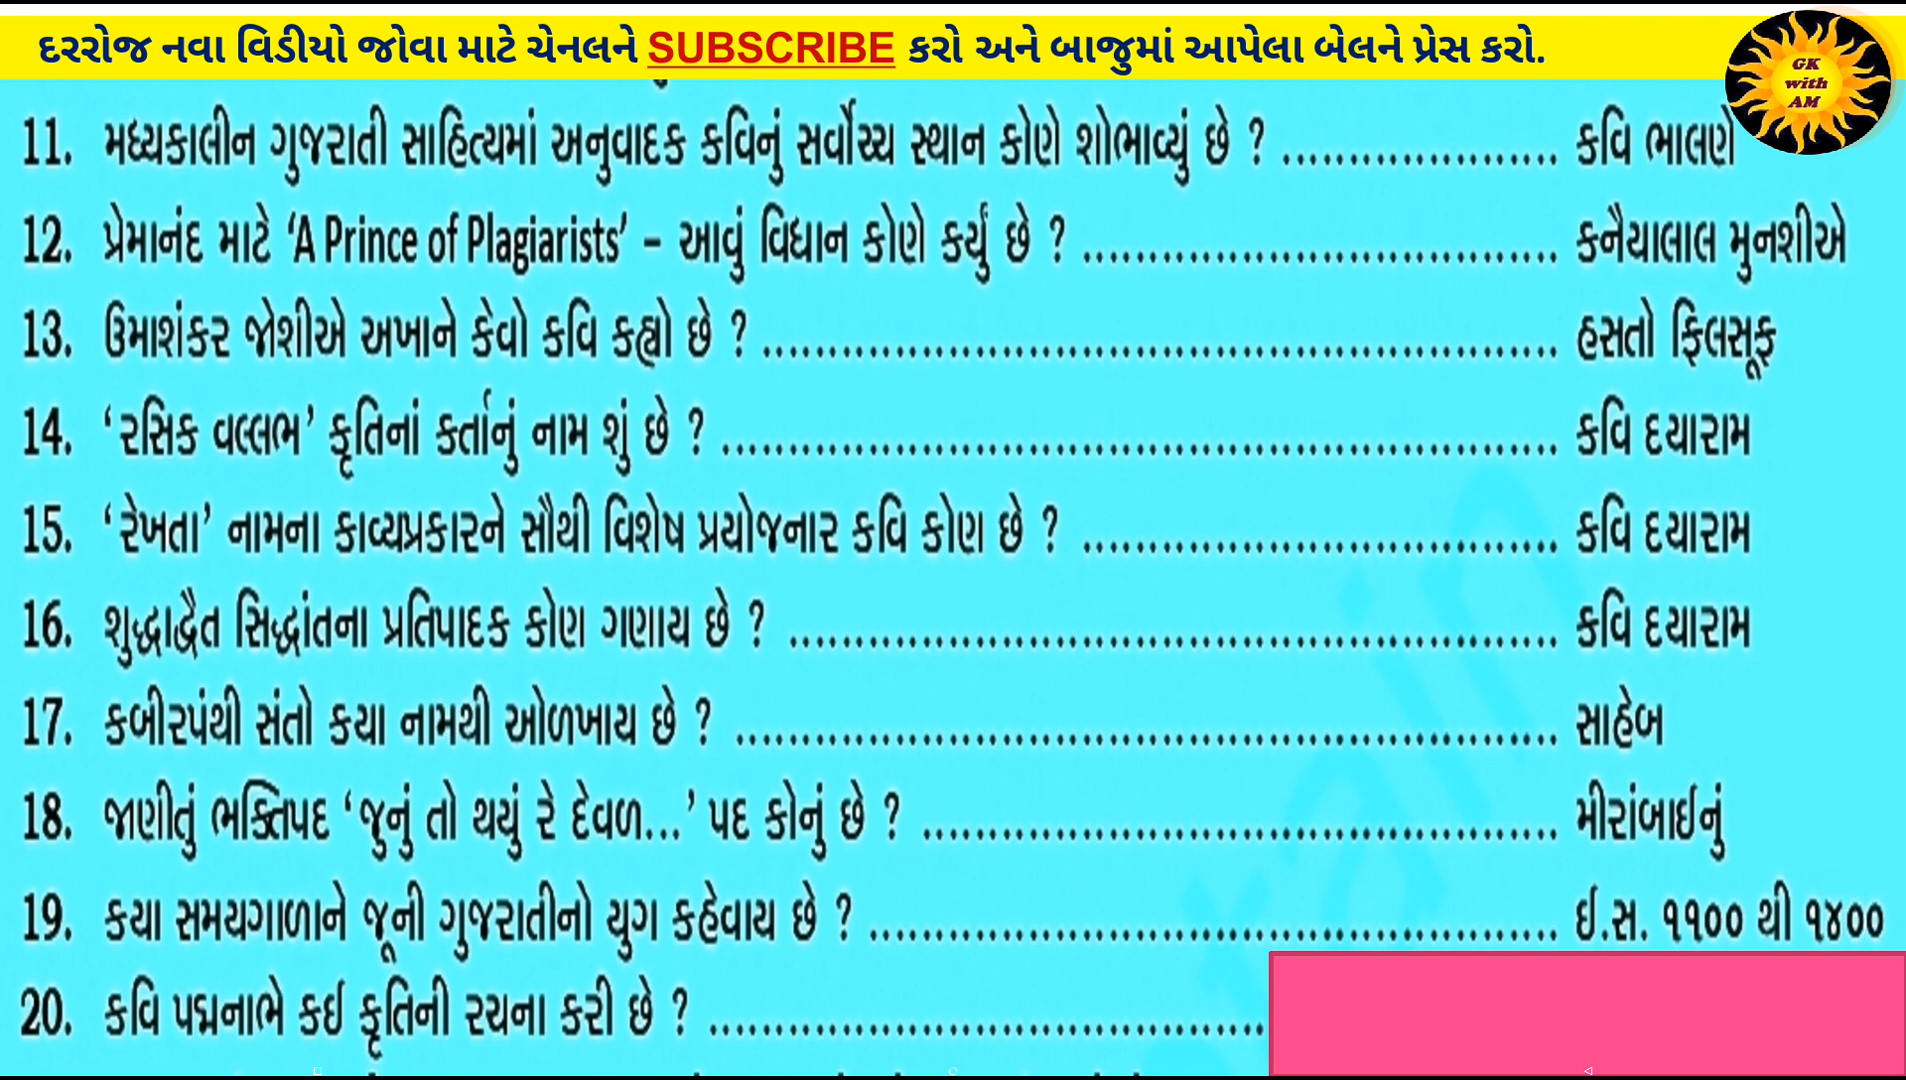 દરરોજ નવા વિડીયો જોવા માટે ચેનલને SUBSCRIBE કરો અને બાજુમાં આપેલા બેલને પ્રેસ કરો.
GK
with
AM
11. મધ્યકાલીન ગુજરાતી સાહિત્યમાં અનુવાદક કવિનું સર્વોચ્ચ સ્થાન કોણે શોભાવ્યું છે ? ..................... કવિ ભાલણે
12. પ્રેમાનંદ માટે ‘A Prince of Plagiarists’ – આવું વિધાન કોણે કર્યું છે ? .................................... કનૈયાલાલ મુનશીએ
13. ઉમાશંકર જોશીએ અખાને કેવો કવિ કહ્યો છે ? ............................................................ હસતો ફિલસૂફ
14. ‘રસિક વલ્લભ’ કૃતિનાં કર્તાનું નામ શું છે ? ............................................................... કવિ દયારામ
15. ‘રેખતા’ નામના કાવ્યપ્રકારને સૌથી વિશેષ પ્રયોજનાર કવિ કોણ છે ? .................................... કવિ દયારામ
16. શુદ્ધાદ્વૈત સિદ્ધાંતના પ્રતિપાદક કોણ ગણાય છે ? .......................................................... કવિ દયારામ
17. કબીરપંથી સંતો કયા નામથી ઓળખાય છે ? .............................................................. સાહેબ
18. જાણીતું ભક્તિપદ ‘જુનું તો થયું રે દેવળ...’ પદ કોનું છે ? ................................................ મીરાંબાઈનું
19. કયા સમયગાળાને જૂની ગુજરાતીનો યુગ કહેવાય છે ? .................................................... ઈ.સ. ૧૧૦૦ થી ૧૪૦૦
20. કવિ પદ્મનાભે કઈ કૃતિની રચના કરી છે ? ..........................................